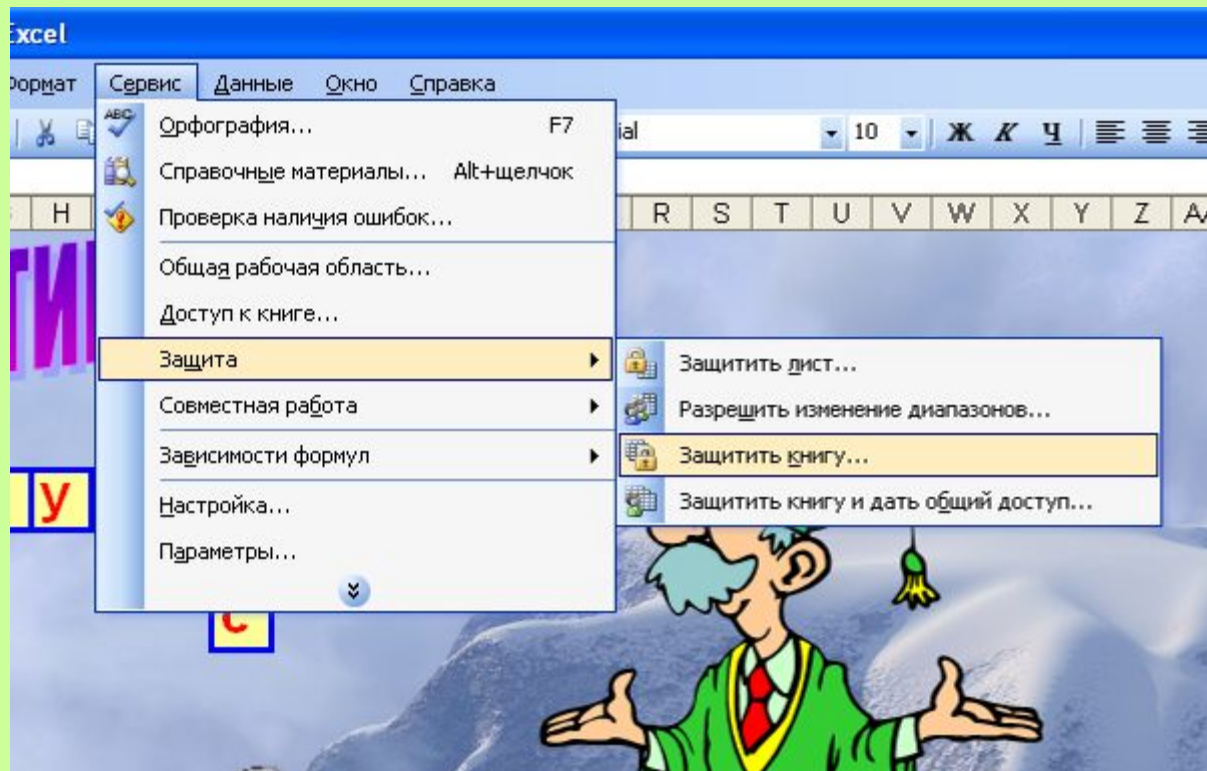 Excel
Формат Сервис Данные Окно Справка
Орфография... F7
ial 10 Ж К Ч
Справочные материалы... Alt+щелчок
Проверка наличия ошибок...
H R S T U V W X Y Z
Общая рабочая область...
Доступ к книге...
Защита
Защитить лист...
Совместная работа
Разрешить изменение диапазонов...
Зависимости формул
Защитить книгу...
Настройка...
Защитить книгу и дать общий доступ...
У
Параметры...
с